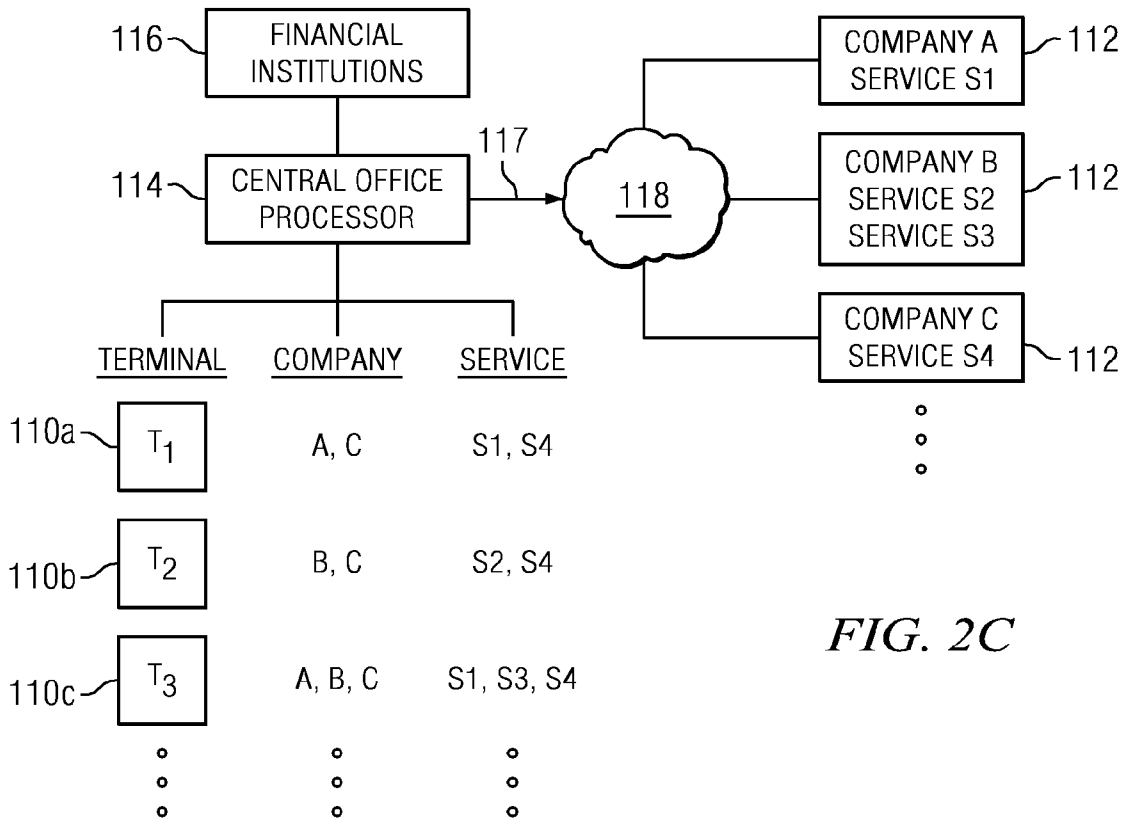 116
FINANCIAL
INSTITUTIONS
COMPANY A
SERVICE S1
112
117
114
CENTRAL OFFICE
PROCESSOR
118
COMPANY B
SERVICE S2
SERVICE S3
112
COMPANY C
SERVICE S4
112
TERMINAL COMPANY SERVICE
110a T1 A, C S1, S4
110b T2 B, C S2, S4
110c T3 A, B, C S1, S3, S4
FIG. 2C